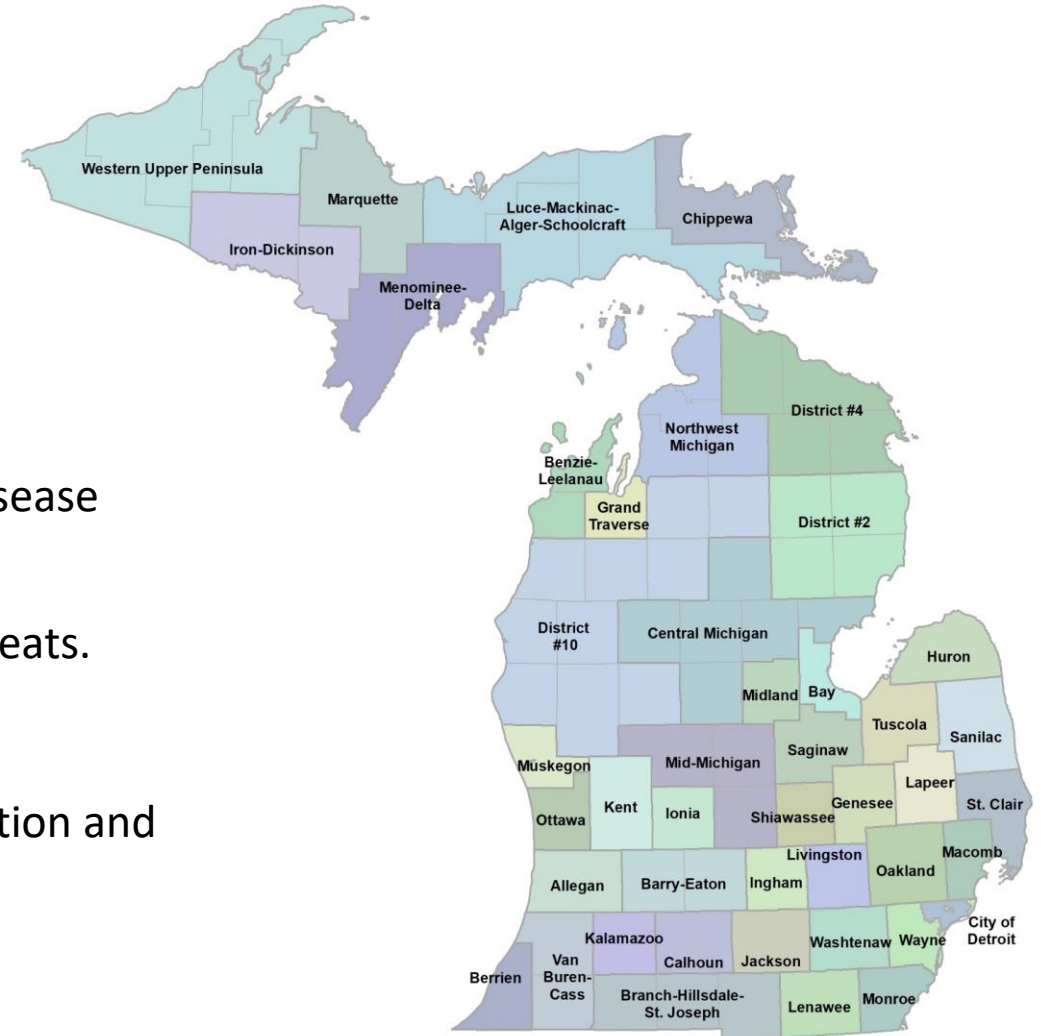 Western Upper Peninsula
Marquette
Luce-Mackinac-
Alger-Schoolcraft
Chippewa
Iron-Dickinson
Menominee-
Delta
District #4
Northwest
Michigan
Benzie-
Leelanau
Grand
Traverse
District #2
sease
District
#10
Central Michigan
eats.
Huron
Midland
Bay
Tuscola
Sanilac
Saginaw
Muskegon
Mid-Michigan
Lapeer
Kent
Ionia
Genesee
St. Clair
Ottawa
Shiawassee
tion and
Livingston
Macomb
Oakland
Allegan
Barry-Eaton
Ingham
City of
Detroit
Kalamazoo
Washtenaw
Wayne
Van
Buren-
Cass
Calhoun
Jackson
Berrien
Branch-Hillsdale-
St. Joseph
Lenawee
Monroe